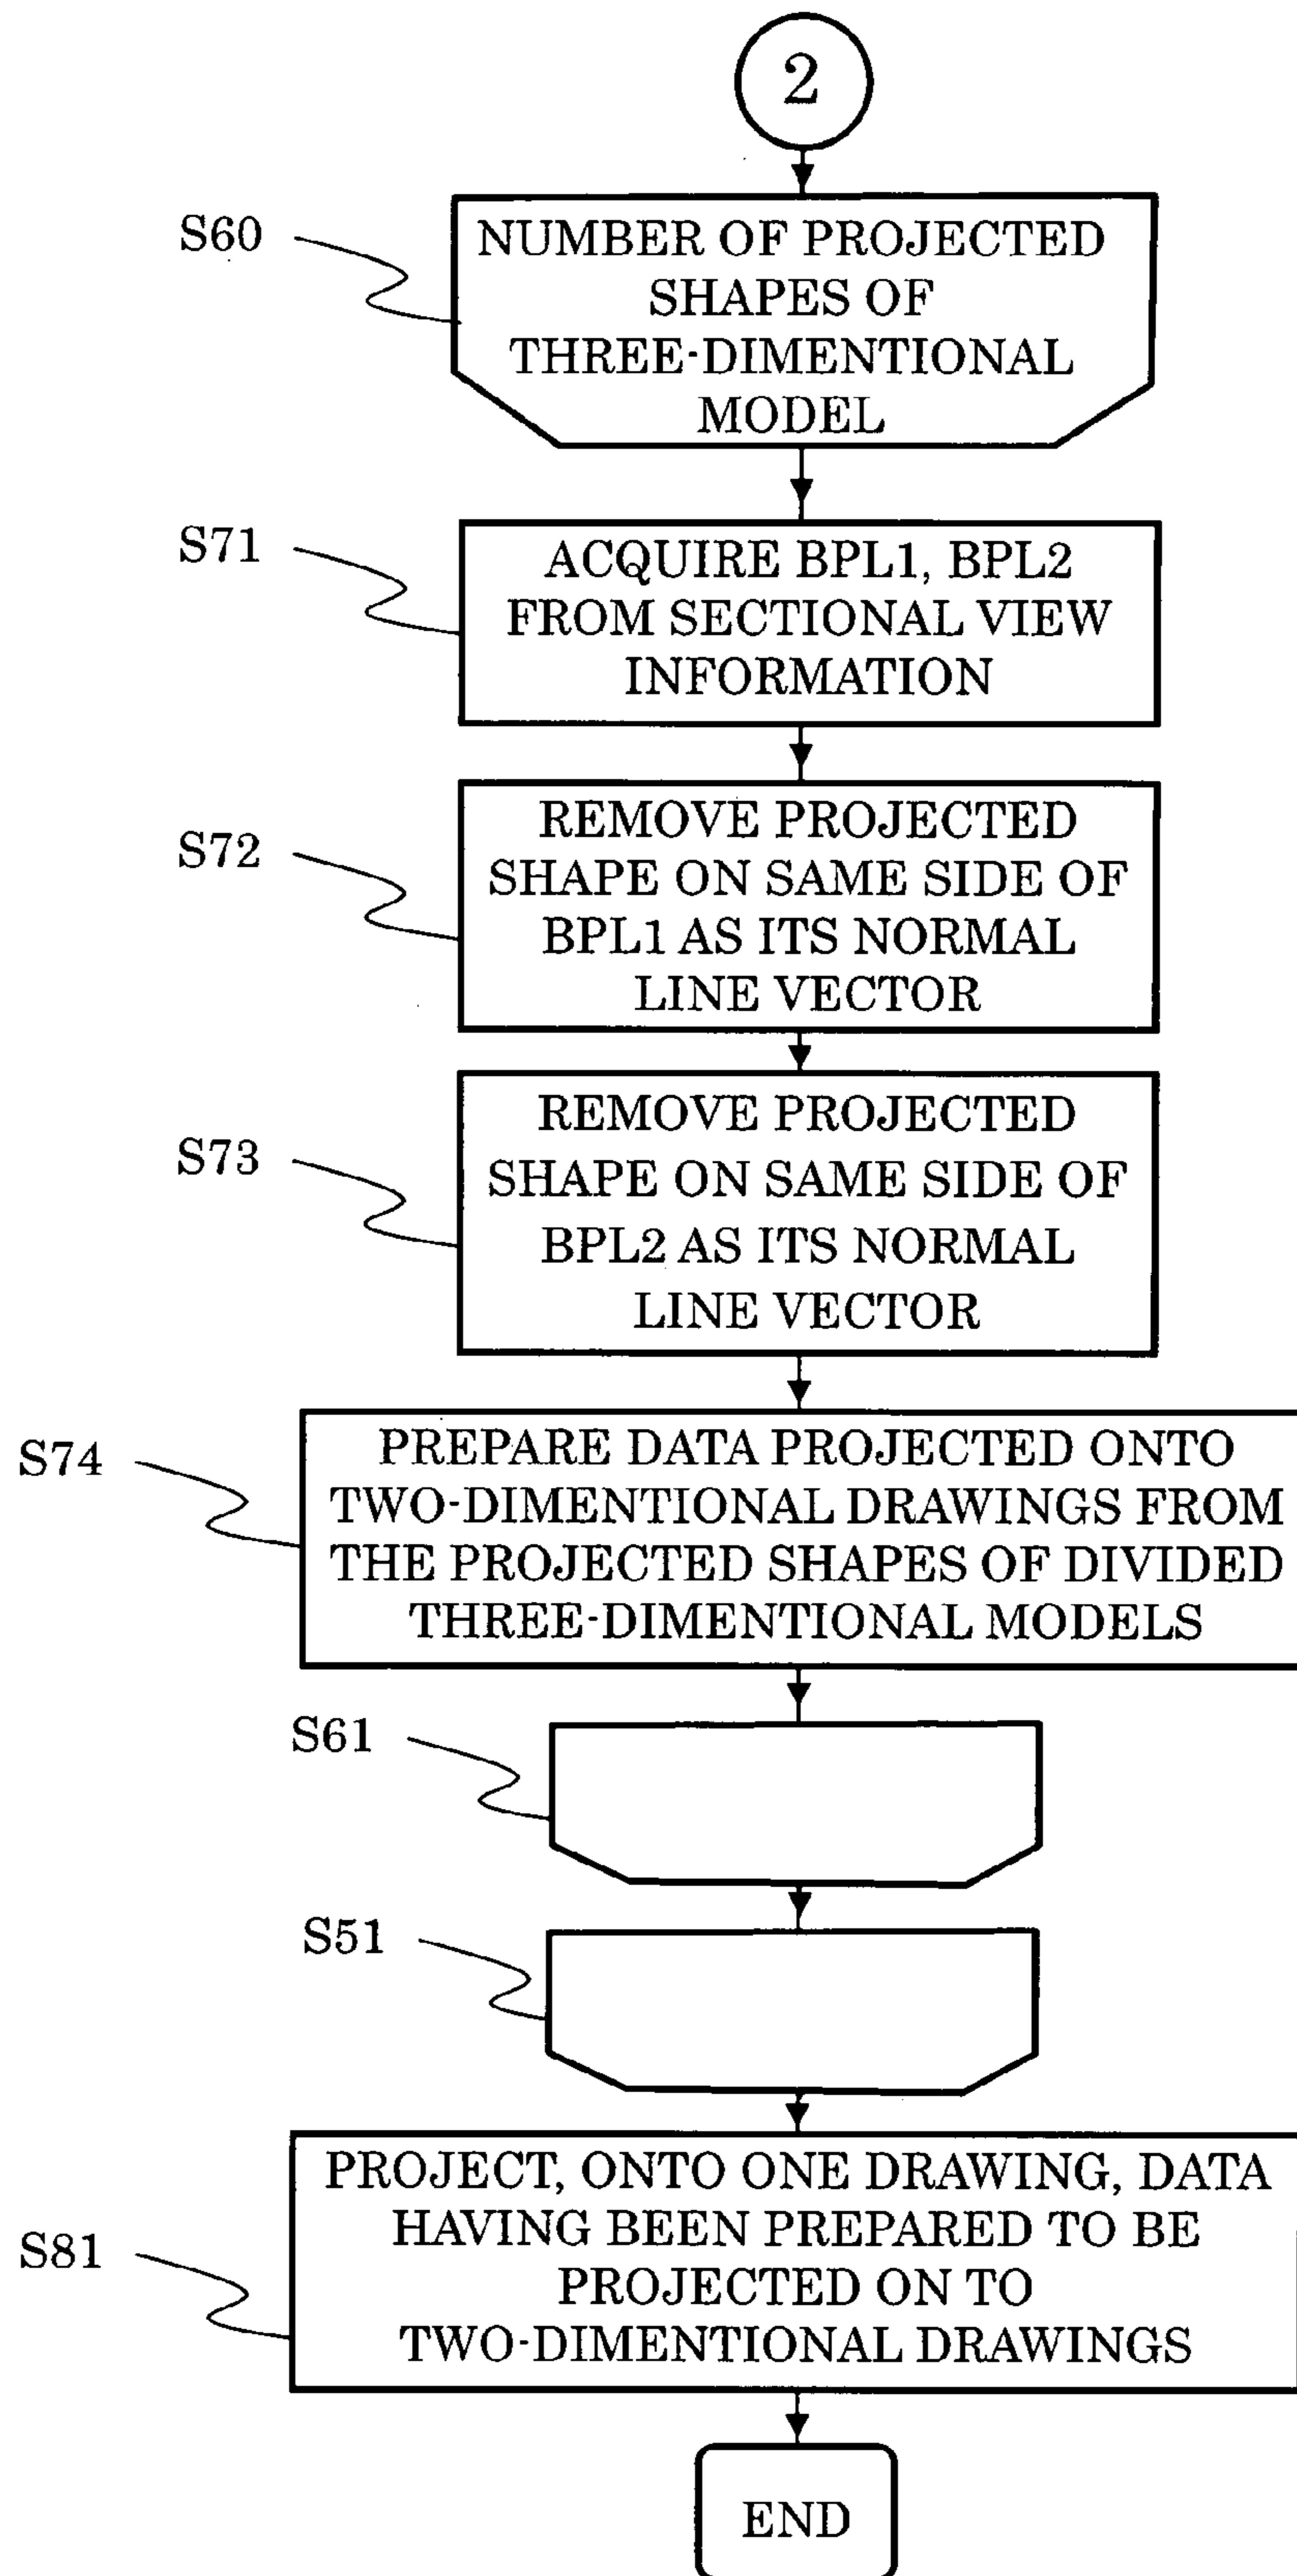 2
S60
NUMBER OF PROJECTED
SHAPES OF
THREE-DIMENTIONAL
MODEL
S71
ACQUIRE BPL1, BPL2
FROM SECTIONAL VIEW
INFORMATION
S72
REMOVE PROJECTED
SHAPE ON SAME SIDE OF
BPL1 AS ITS NORMAL
LINE VECTOR
S73
REMOVE PROJECTED
SHAPE ON SAME SIDE OF
BPL2 AS ITS NORMAL
LINE VECTOR
S74
PREPARE DATA PROJECTED ONTO
TWO-DIMENTIONAL DRAWINGS FROM
THE PROJECTED SHAPES OF DIVIDED
THREE-DIMENTIONAL MODELS
S61
S51
S81
PROJECT, ONTO ONE DRAWING, DATA
HAVING BEEN PREPARED TO BE
PROJECTED ON TO
TWO-DIMENTIONAL DRAWINGS
END